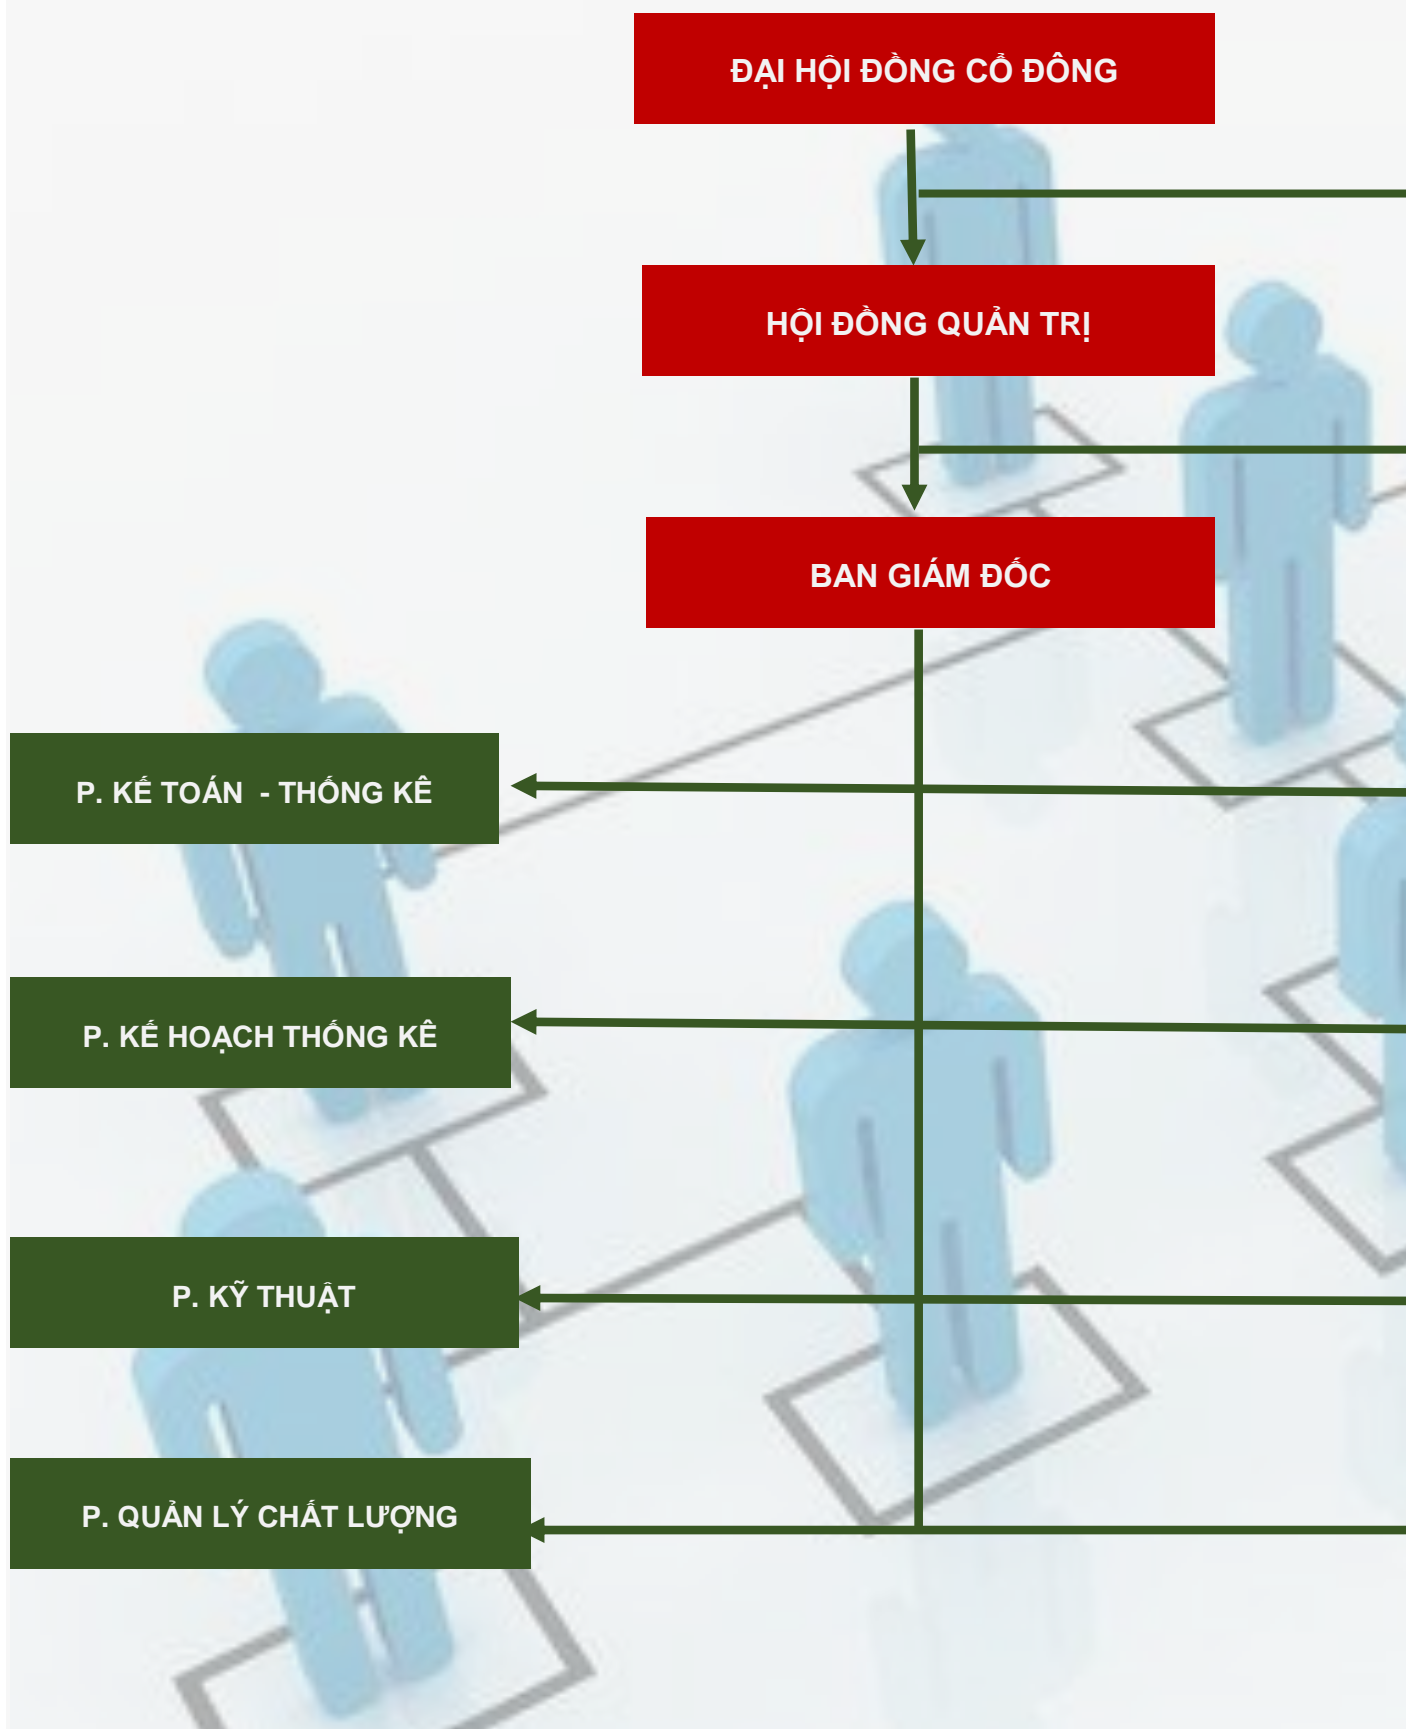 ĐẠI HỘI ĐỒNG CỔ ĐÔNG
HỘI ĐỒNG QUẢN TRỊ
BAN GIÁM ĐỐC
P. KẾ TOÁN - THỐNG KÊ
P. KẾ HOẠCH THỐNG KÊ
P. KỸ THUẬT
P. QUẢN LÝ CHẤT LƯỢNG